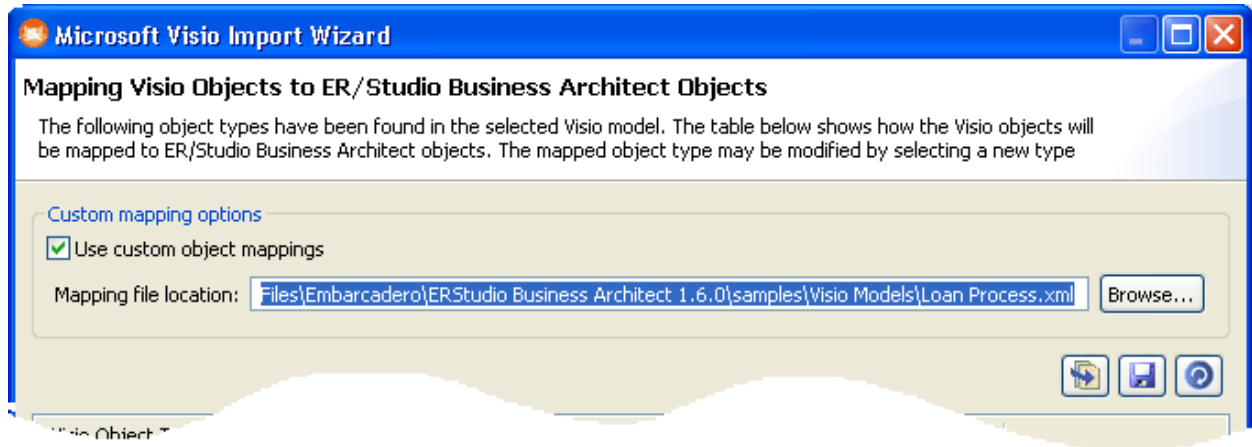 Microsoft Visio Import Wizard
Mapping Visio Objects to ER/Studio Business Architect Objects
The following object types have been found in the selected Visio model. The table below shows how the Visio objects will
be mapped to ER/Studio Business Architect objects. The mapped object type may be modified by selecting a new type
Custom mapping options
Use custom object mappings
Mapping file location: Files\Embarcadero\ERStudio Business Architect 1.6.0\samples\Visio Models\Loan Process.xml Browse...
Object